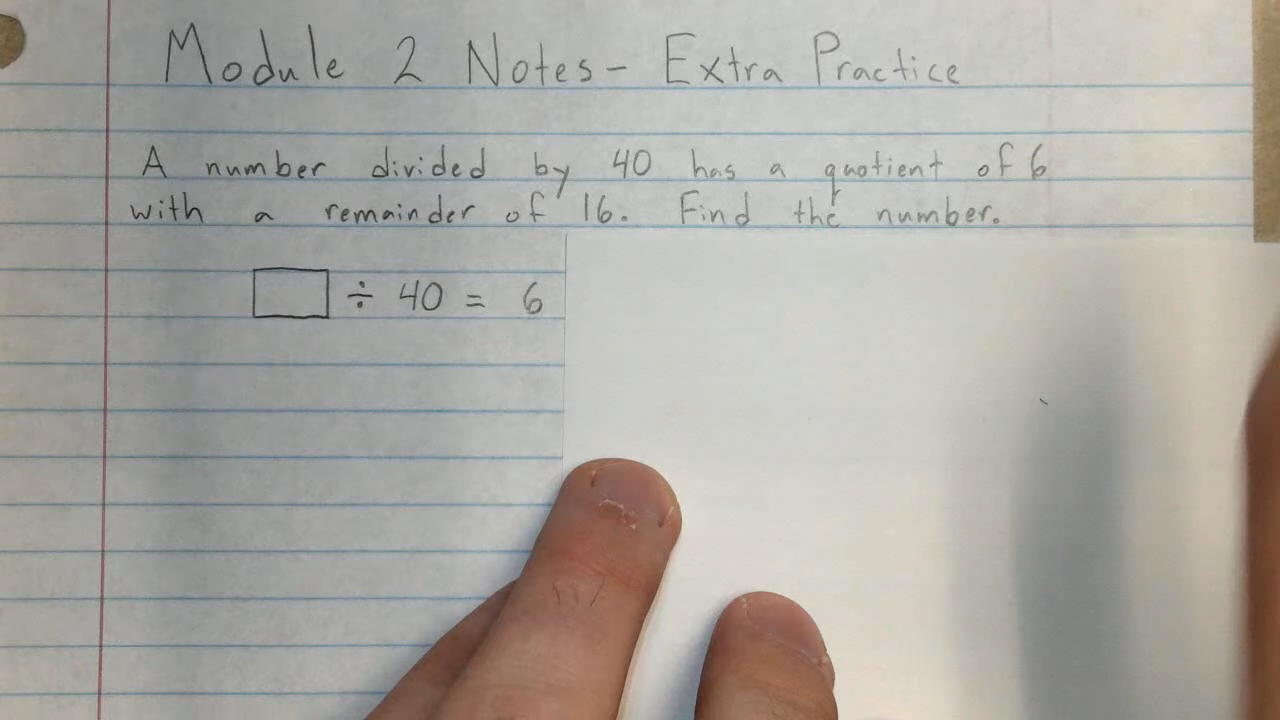 Module 2 Notes- Extra Practice
A number divided by 40 has a quotient of 6
with a remainder of 16. Find the number.
÷ 40 = 6